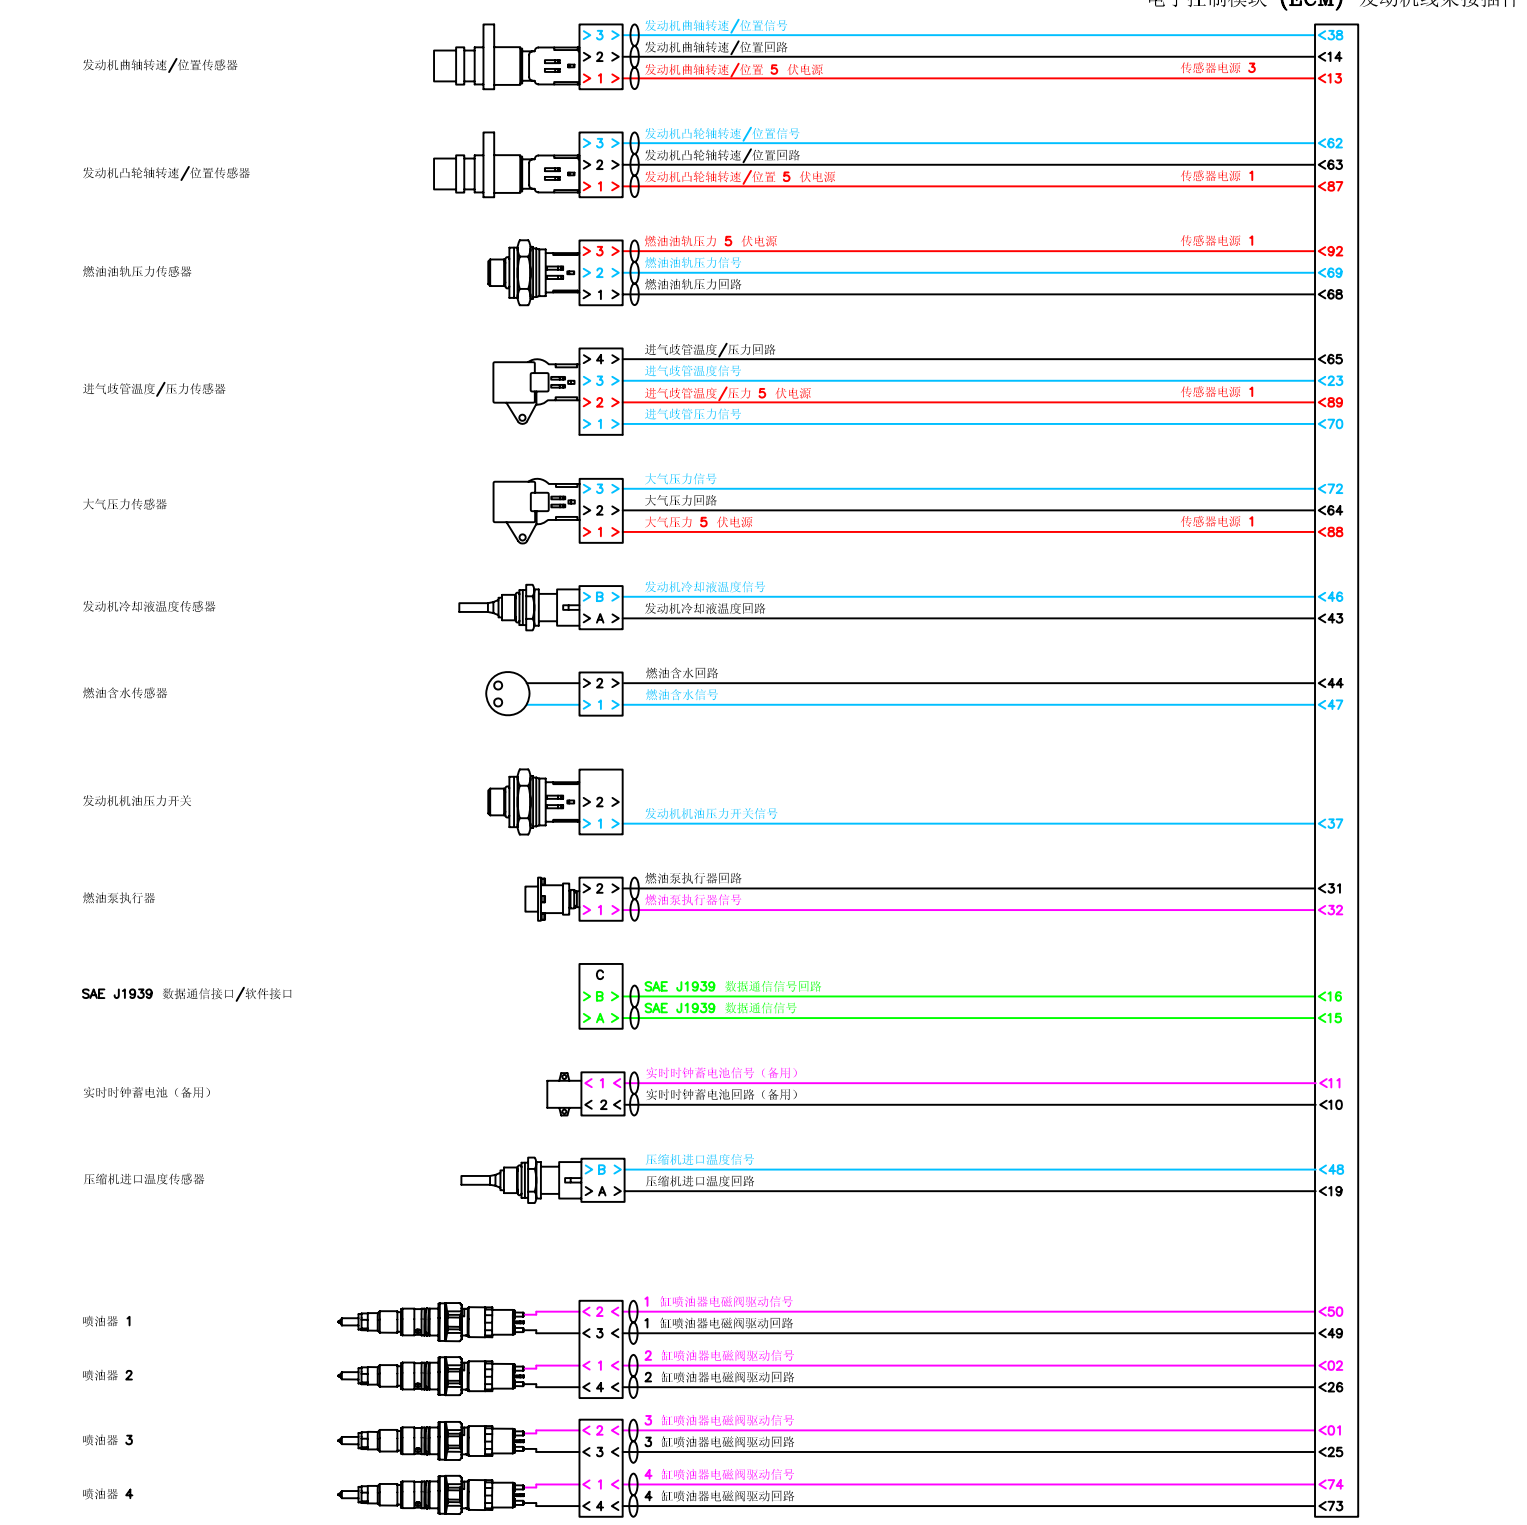 电子控制模块 (ECM) 发动机线束接插件
发动机曲轴转速/位置传感器
> 3 > 发动机曲轴转速/位置信号 <38
> 2 > 发动机曲轴转速/位置回路 <14
> 1 > 发动机曲轴转速/位置 5 伏电源 传感器电源 3 <13
发动机凸轮轴转速/位置传感器
> 3 > 发动机凸轮轴转速/位置信号 <62
> 2 > 发动机凸轮轴转速/位置回路 <63
> 1 > 发动机凸轮轴转速/位置 5 伏电源 传感器电源 1 <87
燃油油轨压力传感器
> 3 > 燃油油轨压力 5 伏电源 传感器电源 1 <92
> 2 > 燃油油轨压力信号 <69
> 1 > 燃油油轨压力回路 <68
进气歧管温度/压力传感器
> 4 > 进气歧管温度/压力回路 <65
> 3 > 进气歧管温度信号 <23
> 2 > 进气歧管温度/压力 5 伏电源 传感器电源 1 <89
> 1 > 进气歧管压力信号 <70
大气压力传感器
> 3 > 大气压力信号 <72
> 2 > 大气压力回路 <64
> 1 > 大气压力 5 伏电源 传感器电源 1 <88
发动机冷却液温度传感器
> B > 发动机冷却液温度信号 <46
> A > 发动机冷却液温度回路 <43
燃油含水传感器
> 2 > 燃油含水回路 <44
> 1 > 燃油含水信号 <47
发动机机油压力开关
> 2 >
> 1 > 发动机机油压力开关信号 <37
燃油泵执行器
> 2 > 燃油泵执行器回路 <31
> 1 > 燃油泵执行器信号 <32
SAE J1939 数据通信接口/软件接口
C
> B > SAE J1939 数据通信信号回路 <16
> A > SAE J1939 数据通信信号 <15
实时时钟蓄电池（备用）
< 1 < 实时时钟蓄电池信号（备用） <11
< 2 < 实时时钟蓄电池回路（备用） <10
压缩机进口温度传感器
> B > 压缩机进口温度信号 <48
> A > 压缩机进口温度回路 <19
喷油器 1
< 2 < 1 缸喷油器电磁阀驱动信号 <50
< 3 < 1 缸喷油器电磁阀驱动回路 <49
喷油器 2
< 1 < 2 缸喷油器电磁阀驱动信号 <02
< 4 < 2 缸喷油器电磁阀驱动回路 <26
喷油器 3
< 2 < 3 缸喷油器电磁阀驱动信号 <01
< 3 < 3 缸喷油器电磁阀驱动回路 <25
喷油器 4
< 1 < 4 缸喷油器电磁阀驱动信号 <74
< 4 < 4 缸喷油器电磁阀驱动回路 <73